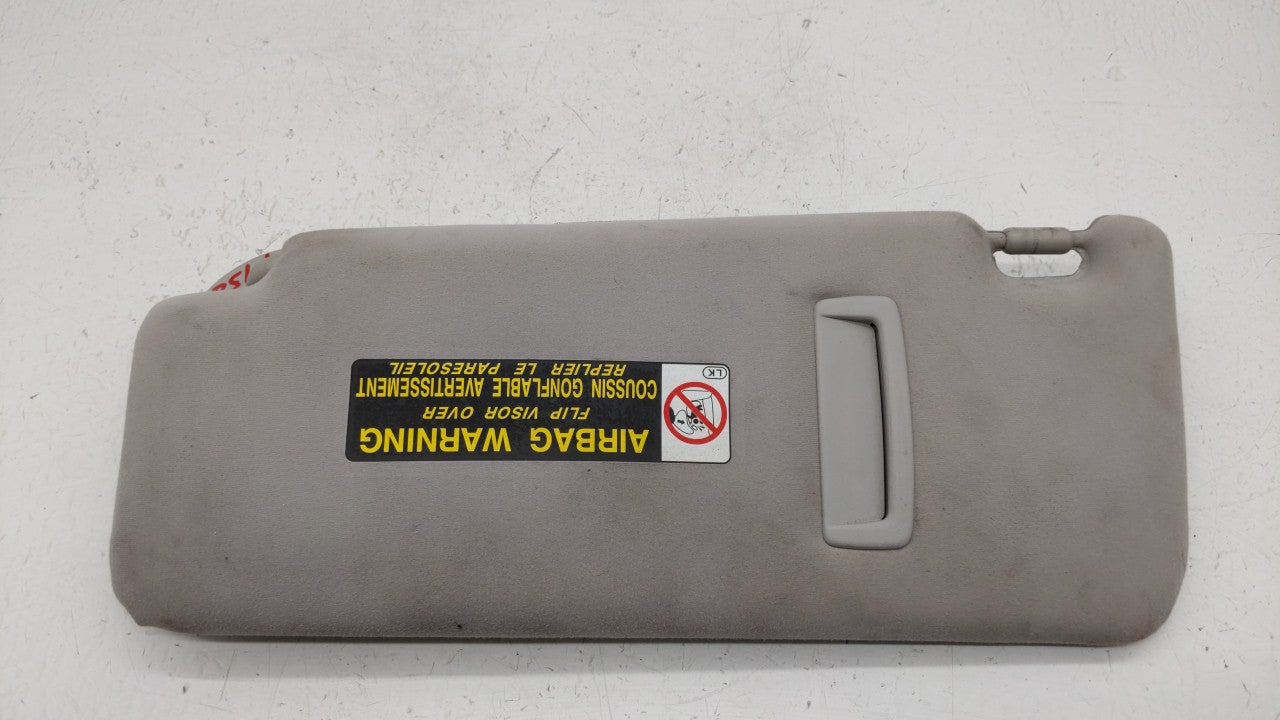 AIRBAG WARNING
FLIP VISOR OVER
COUSSIN GONFLABLE AVERTISSEMENT
REPLIER LE PARESOLEIL
LK